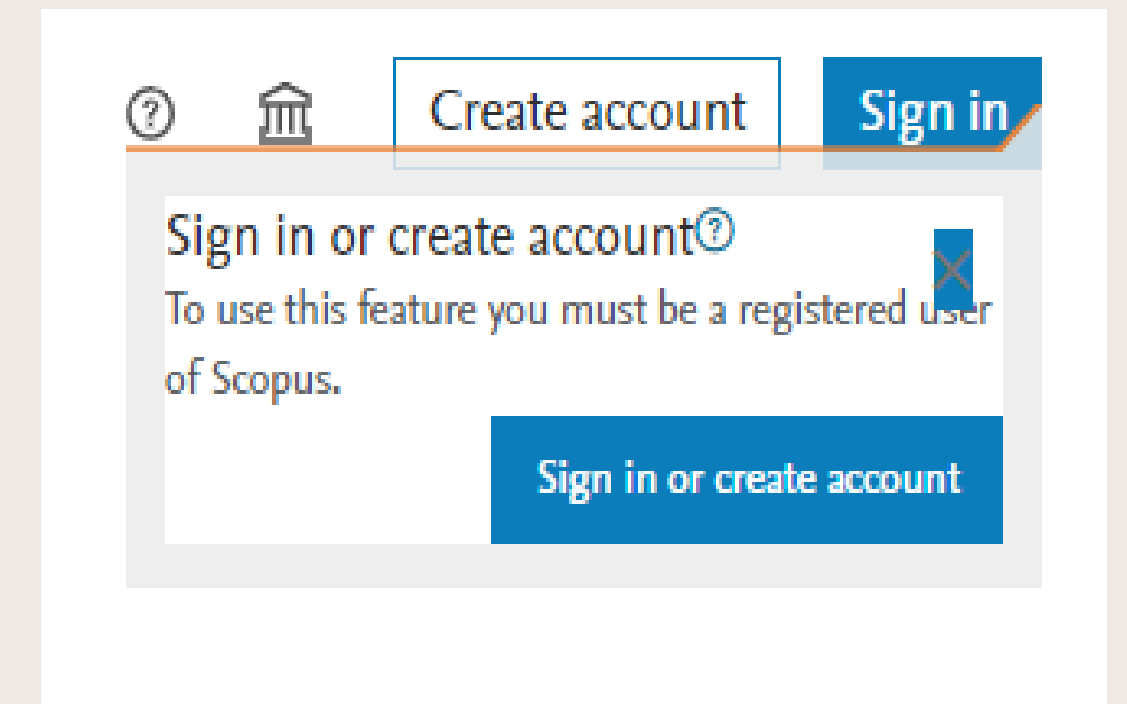 Create account
Sign in
Sign in or create account
To use this feature you must be a registered user
of Scopus.
Sign in or create account